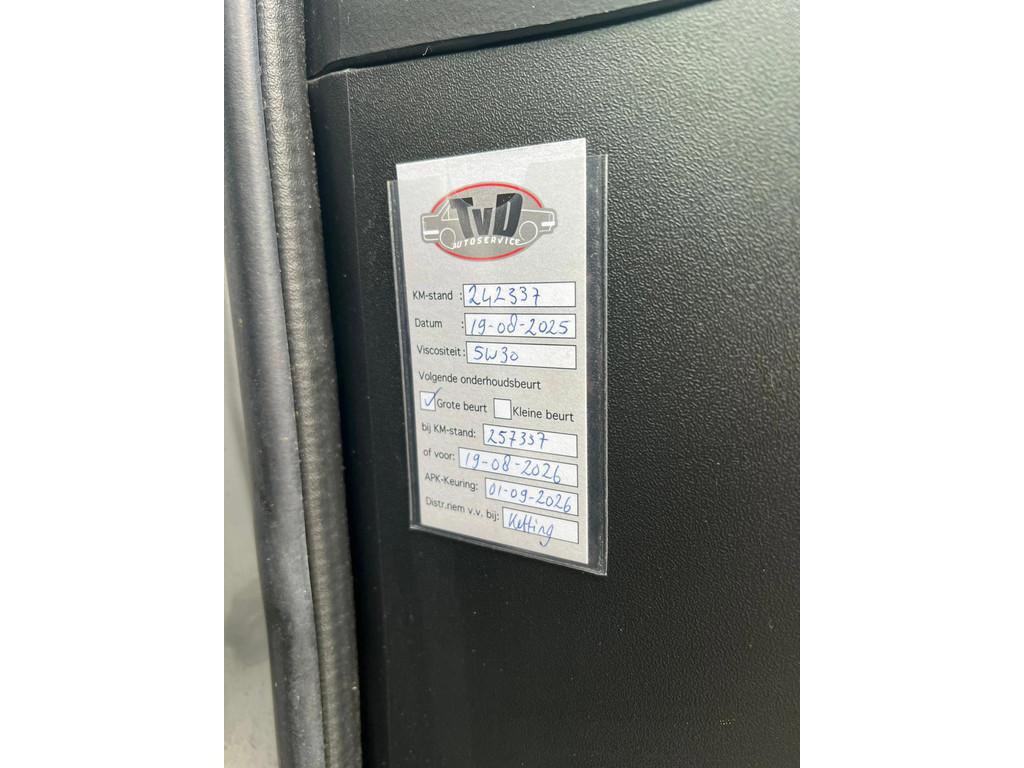 TVD
AUTOSERVICE
KM-stand : 242337
Datum : 19-08-2025
Viscositeit : 5W30
Volgende onderhoudsbeurt
Grote beurt Kleine beurt
bij KM-stand: 257337
of voor: 19-08-2026
APK-Keuring: 01-09-2026
Distr.riem v.v. bij: Ketting